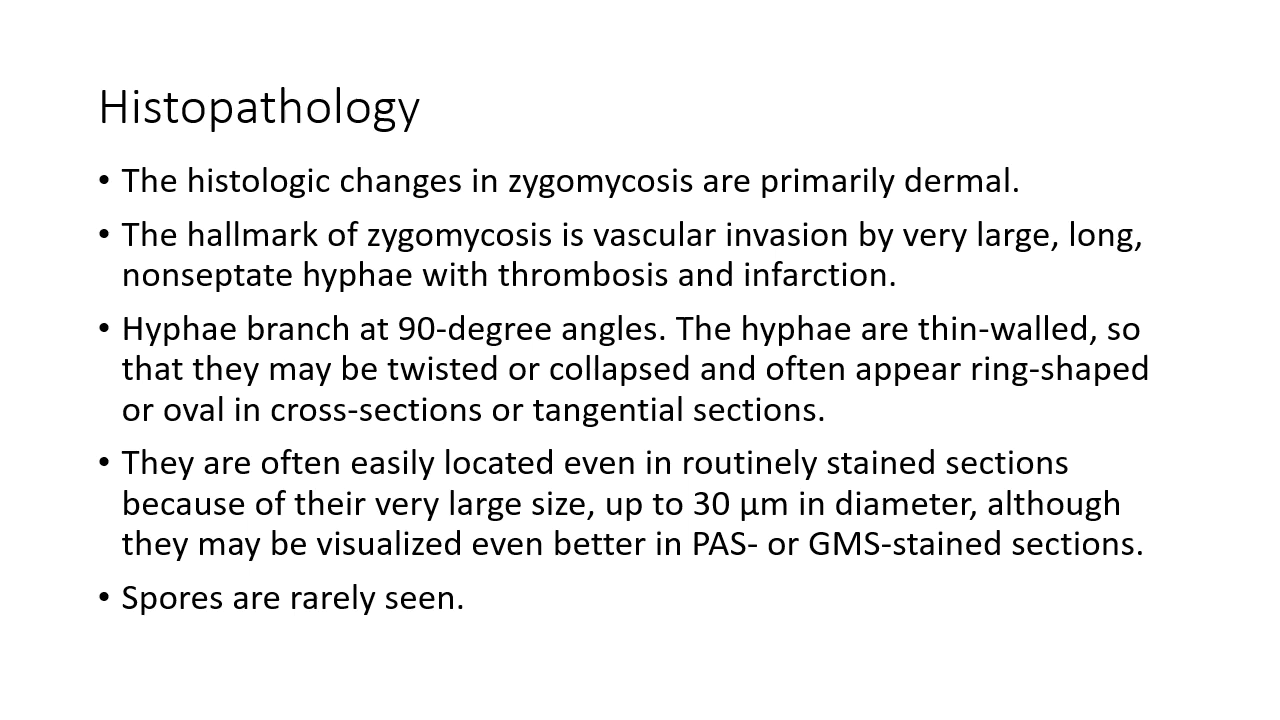 Histopathology
• The histologic changes in zygomycosis are primarily dermal.
• The hallmark of zygomycosis is vascular invasion by very large, long,
nonseptate hyphae with thrombosis and infarction.
• Hyphae branch at 90-degree angles. The hyphae are thin-walled, so
that they may be twisted or collapsed and often appear ring-shaped
or oval in cross-sections or tangential sections.
• They are often easily located even in routinely stained sections
because of their very large size, up to 30 μm in diameter, although
they may be visualized even better in PAS- or GMS-stained sections.
• Spores are rarely seen.